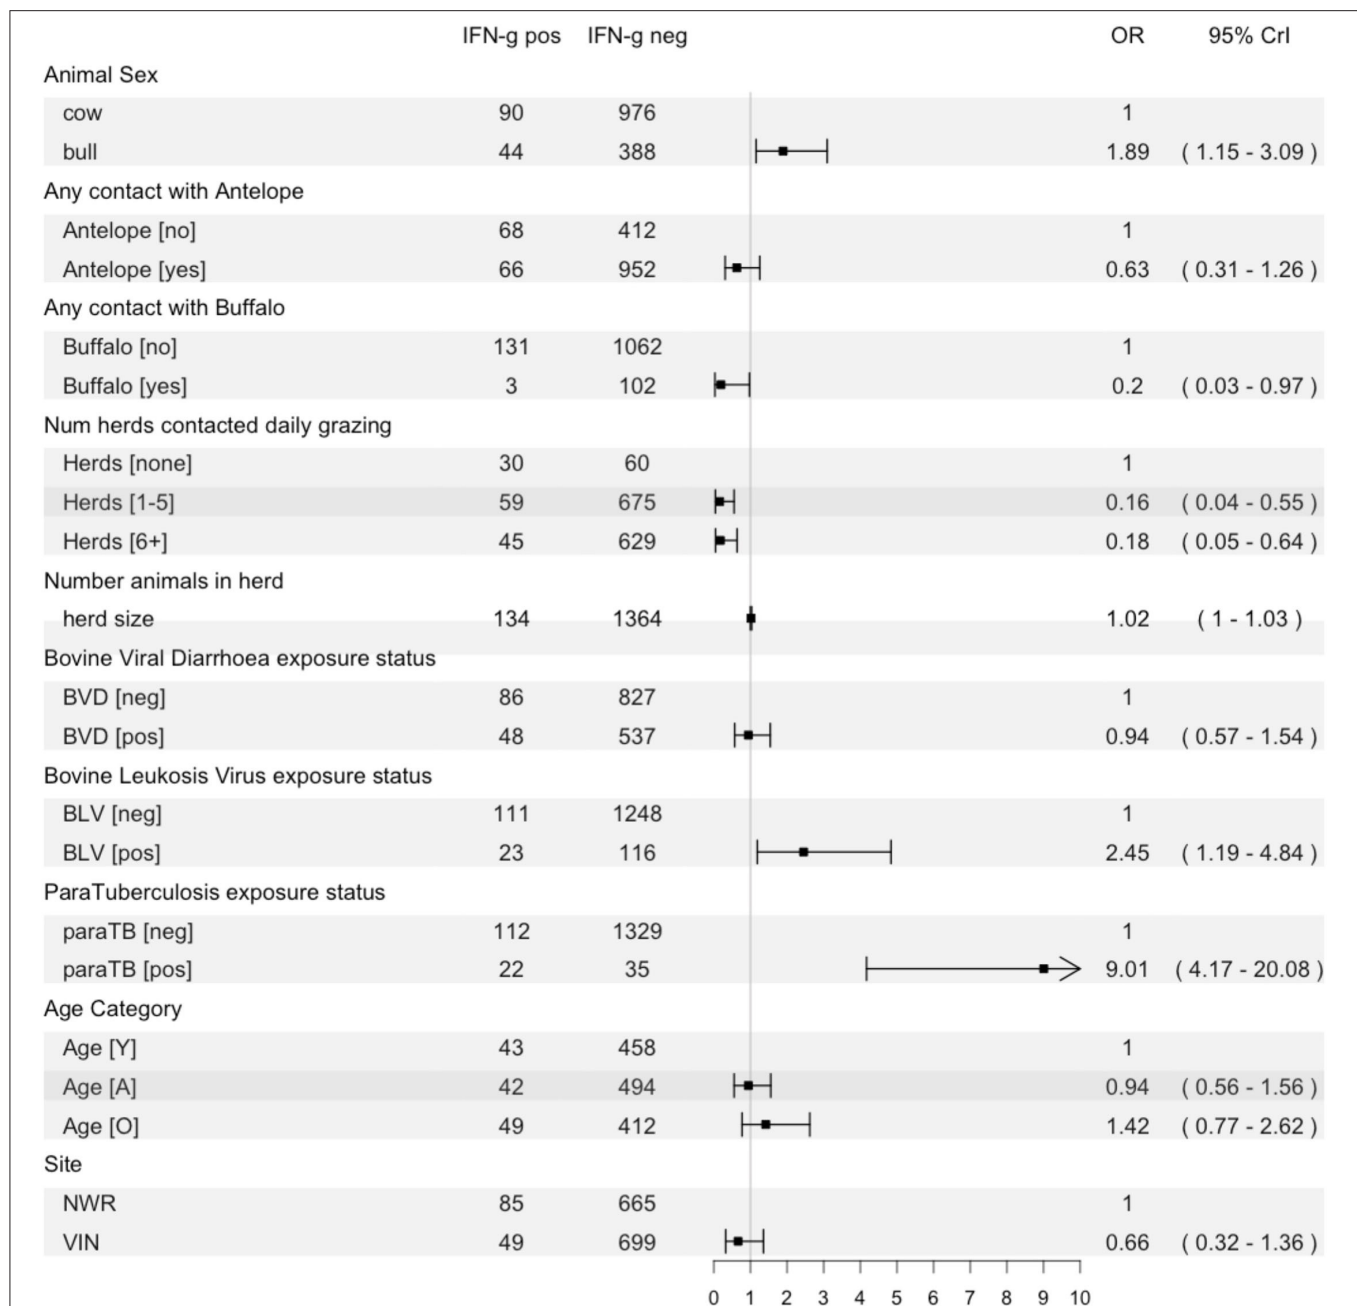 IFN-g pos IFN-g neg OR 95% CrI
Animal Sex
cow 90 976 1
bull 44 388 1.89 ( 1.15 - 3.09 )
Any contact with Antelope
Antelope [no] 68 412 1
Antelope [yes] 66 952 0.63 ( 0.31 - 1.26 )
Any contact with Buffalo
Buffalo [no] 131 1062 1
Buffalo [yes] 3 102 0.2 ( 0.03 - 0.97 )
Num herds contacted daily grazing
Herds [none] 30 60 1
Herds [1-5] 59 675 0.16 ( 0.04 - 0.55 )
Herds [6+] 45 629 0.18 ( 0.05 - 0.64 )
Number animals in herd
herd size 134 1364 1.02 ( 1 - 1.03 )
Bovine Viral Diarrhoea exposure status
BVD [neg] 86 827 1
BVD [pos] 48 537 0.94 ( 0.57 - 1.54 )
Bovine Leukosis Virus exposure status
BLV [neg] 111 1248 1
BLV [pos] 23 116 2.45 ( 1.19 - 4.84 )
ParaTuberculosis exposure status
paraTB [neg] 112 1329 1
paraTB [pos] 22 35 9.01 ( 4.17 - 20.08 )
Age Category
Age [Y] 43 458 1
Age [A] 42 494 0.94 ( 0.56 - 1.56 )
Age [O] 49 412 1.42 ( 0.77 - 2.62 )
Site
NWR 85 665 1
VIN 49 699 0.66 ( 0.32 - 1.36 )
0 1 2 3 4 5 6 7 8 9 10